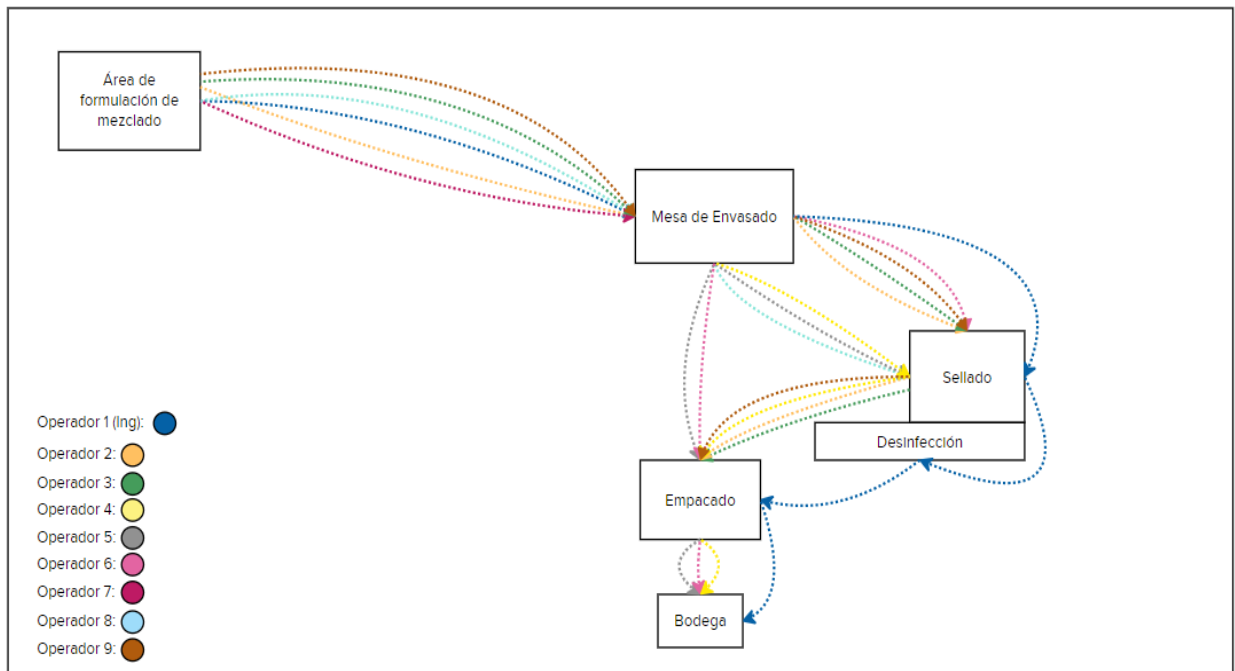 Área de
formulación de
mezclado
Mesa de Envasado
Sellado
Desinfección
Empacado
Bodega
Operador 1 (Ing):
Operador 2:
Operador 3:
Operador 4:
Operador 5:
Operador 6:
Operador 7:
Operador 8:
Operador 9: